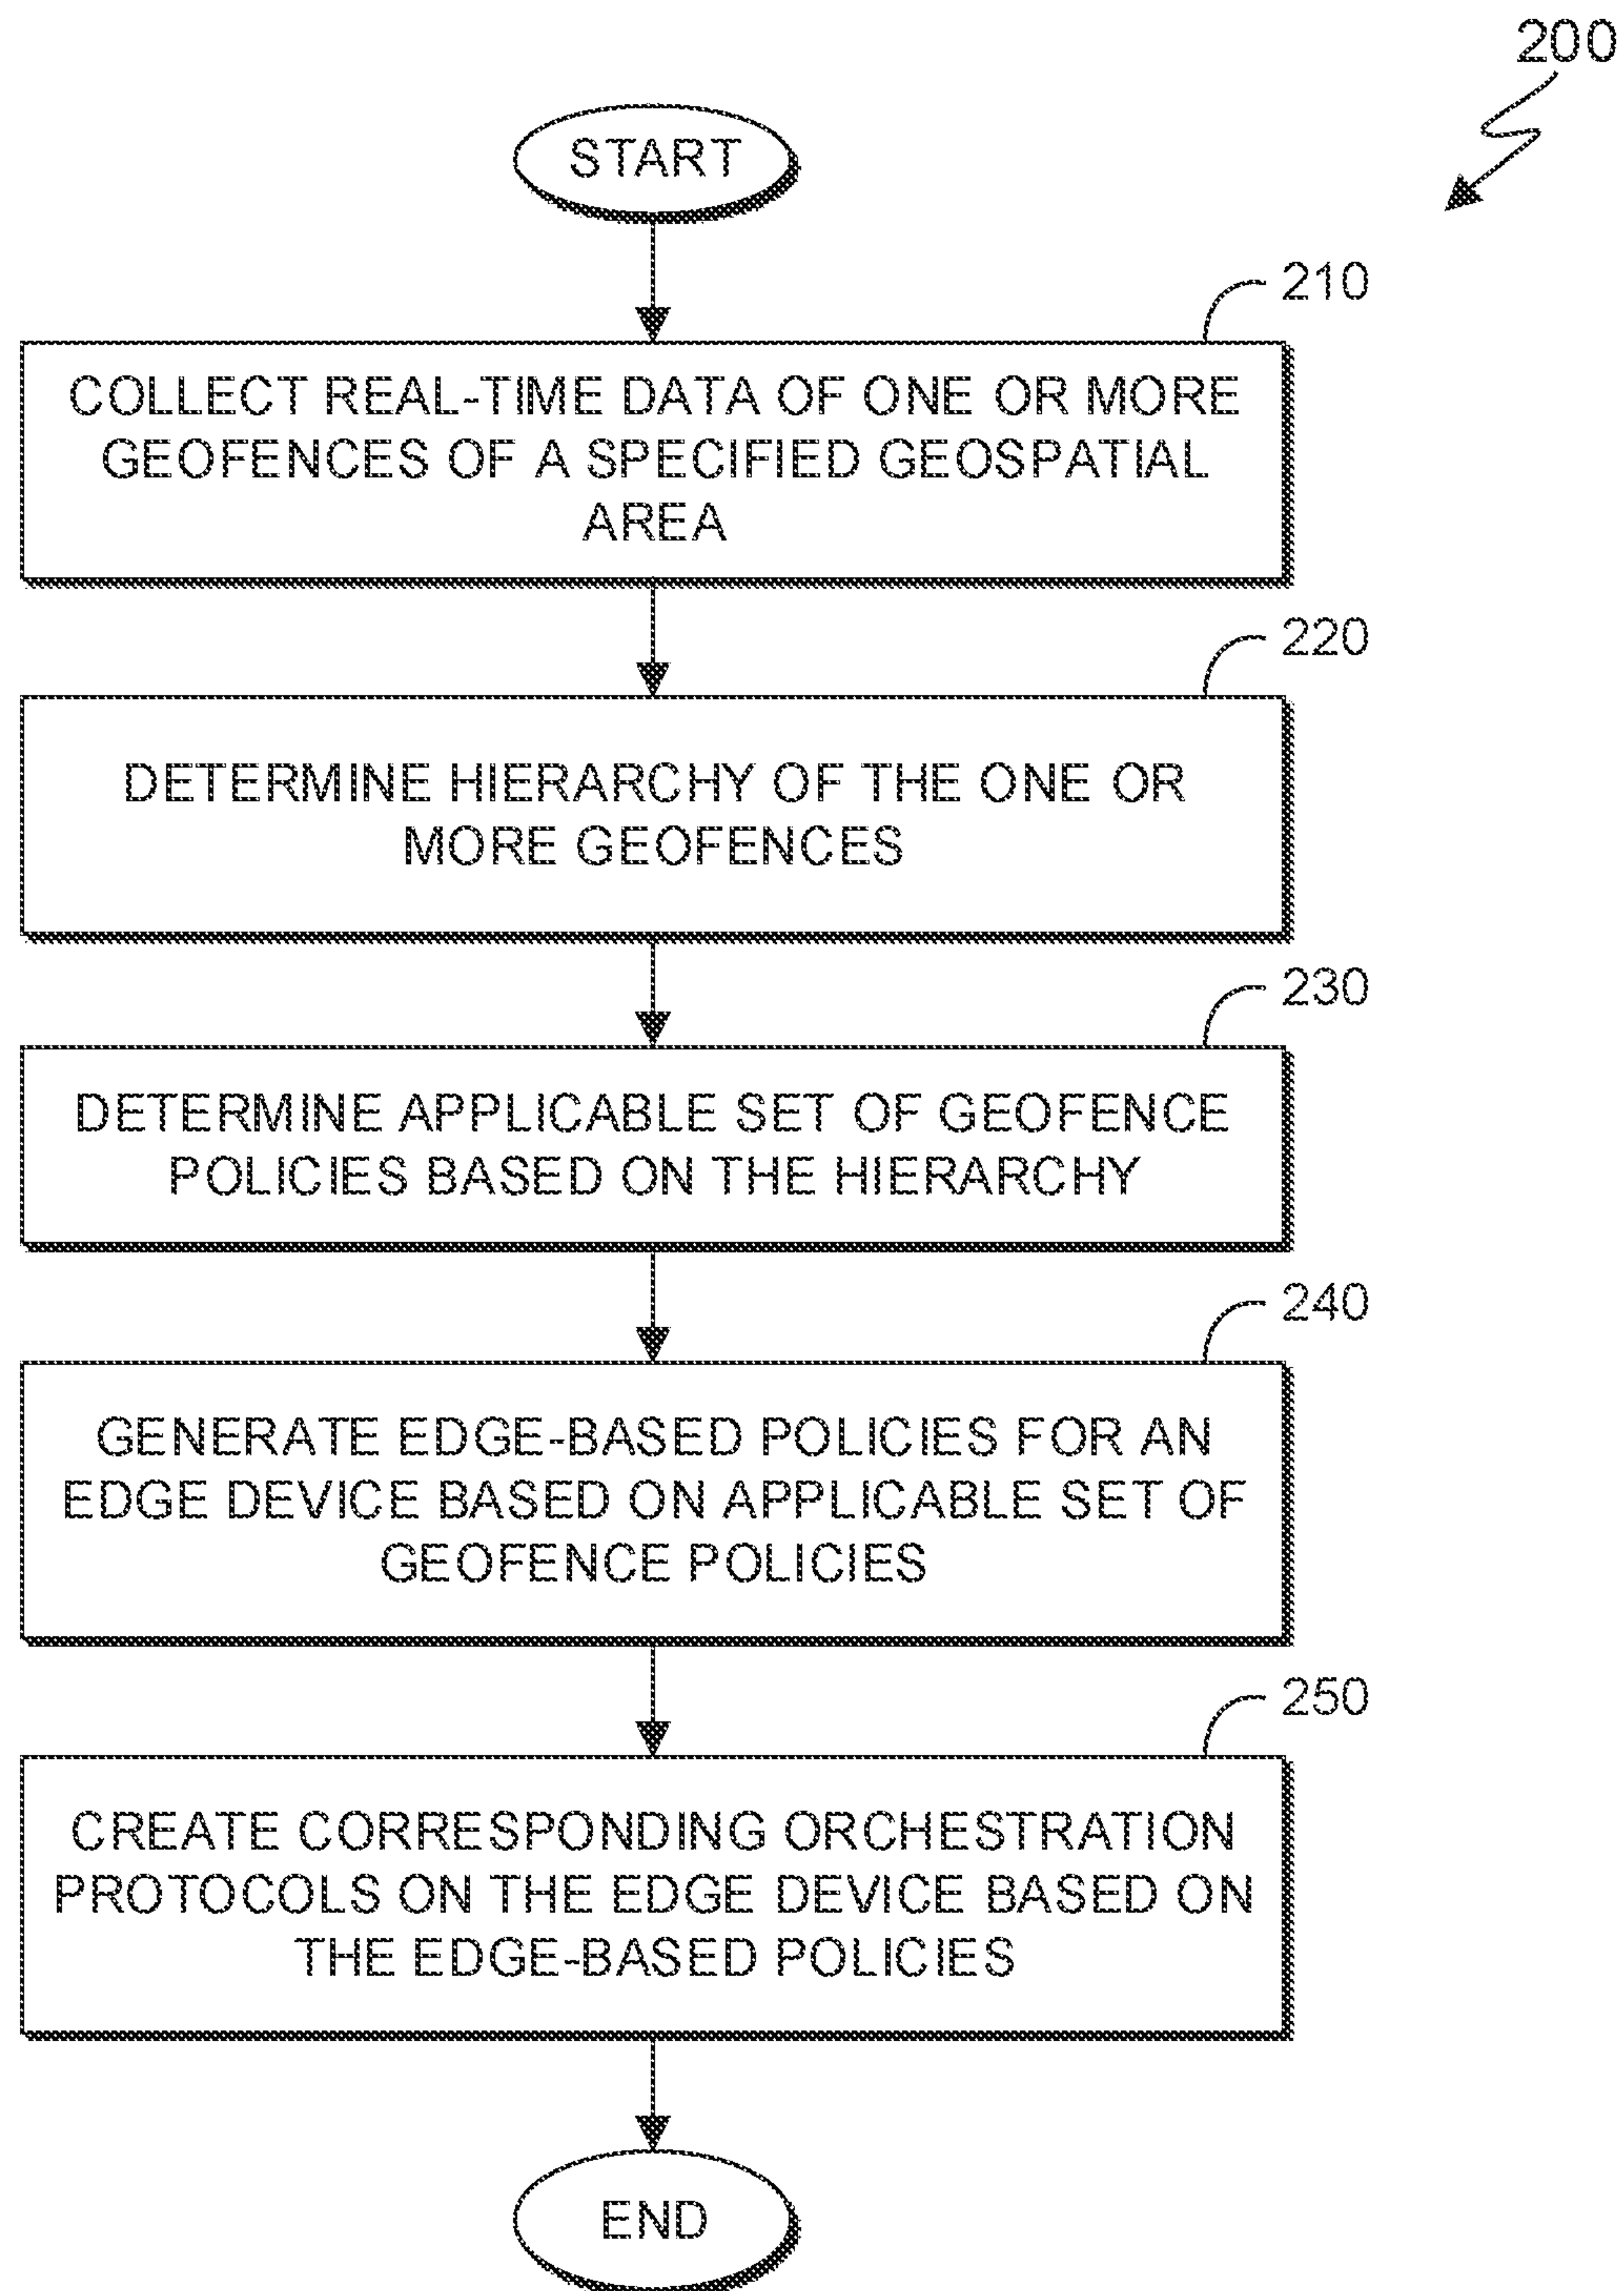 200
START
210
COLLECT REAL-TIME DATA OF ONE OR MORE
GEOFENCES OF A SPECIFIED GEOSPATIAL
AREA
220
DETERMINE HIERARCHY OF THE ONE OR
MORE GEOFENCES
230
DETERMINE APPLICABLE SET OF GEOFENCE
POLICIES BASED ON THE HIERARCHY
240
GENERATE EDGE-BASED POLICIES FOR AN
EDGE DEVICE BASED ON APPLICABLE SET OF
GEOFENCE POLICIES
250
CREATE CORRESPONDING ORCHESTRATION
PROTOCOLS ON THE EDGE DEVICE BASED ON
THE EDGE-BASED POLICIES
END